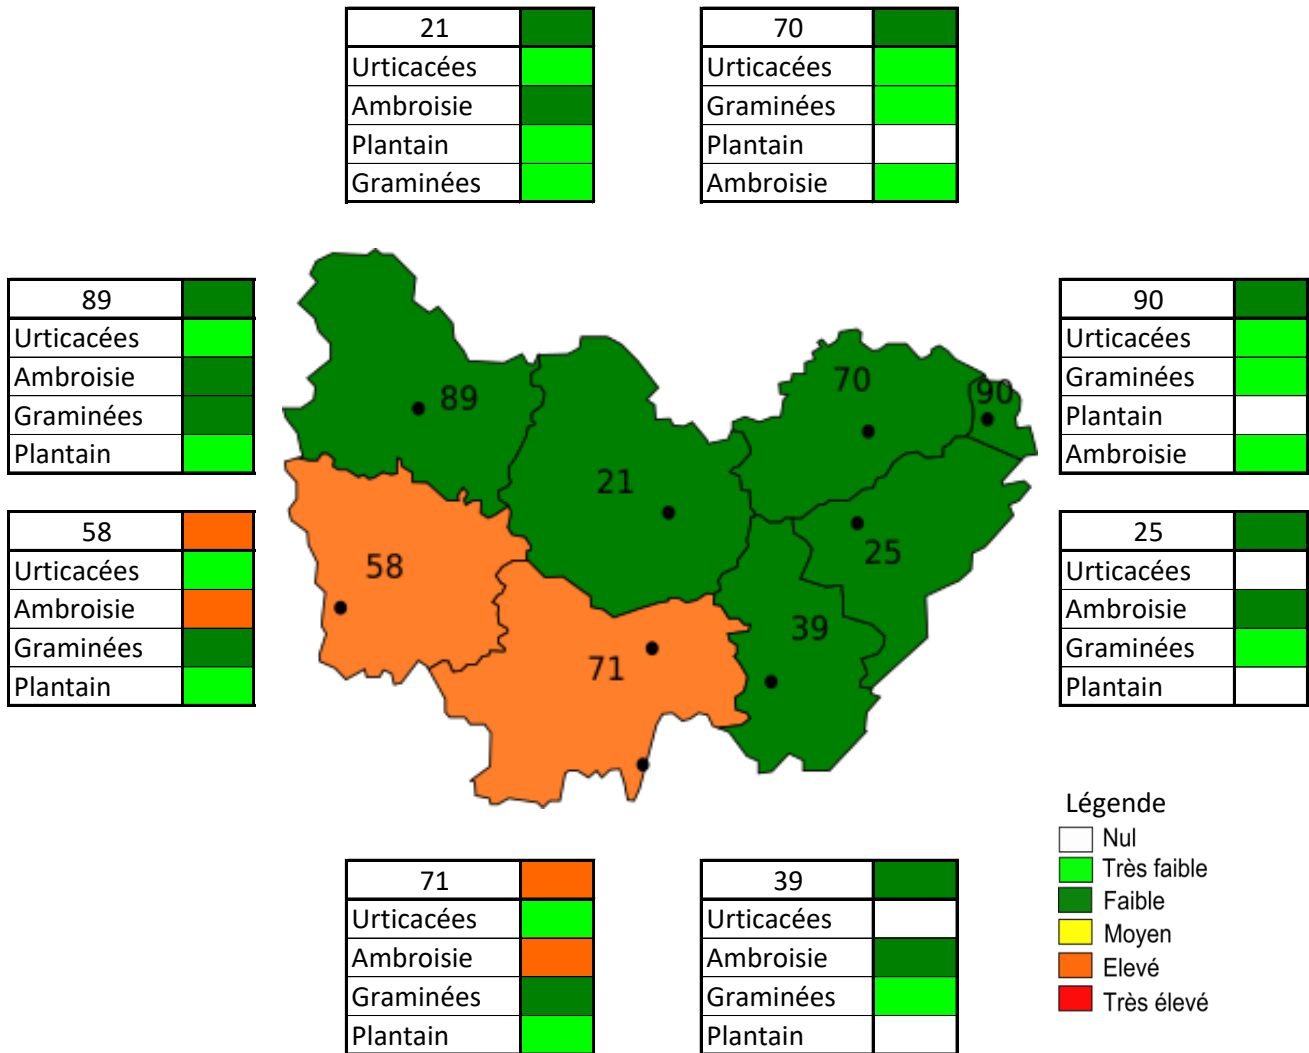 21
Urticacées
Ambroisie
Plantain
Graminées
70
Urticacées
Graminées
Plantain
Ambroisie
89
Urticacées
Ambroisie
Graminées
Plantain
58
Urticacées
Ambroisie
Graminées
Plantain
89
70
90
21
25
58
39
71
90
Urticacées
Graminées
Plantain
Ambroisie
25
Urticacées
Ambroisie
Graminées
Plantain
71
Urticacées
Ambroisie
Graminées
Plantain
39
Urticacées
Ambroisie
Graminées
Plantain
Légende
Nul
Très faible
Faible
Moyen
Elevé
Très élevé